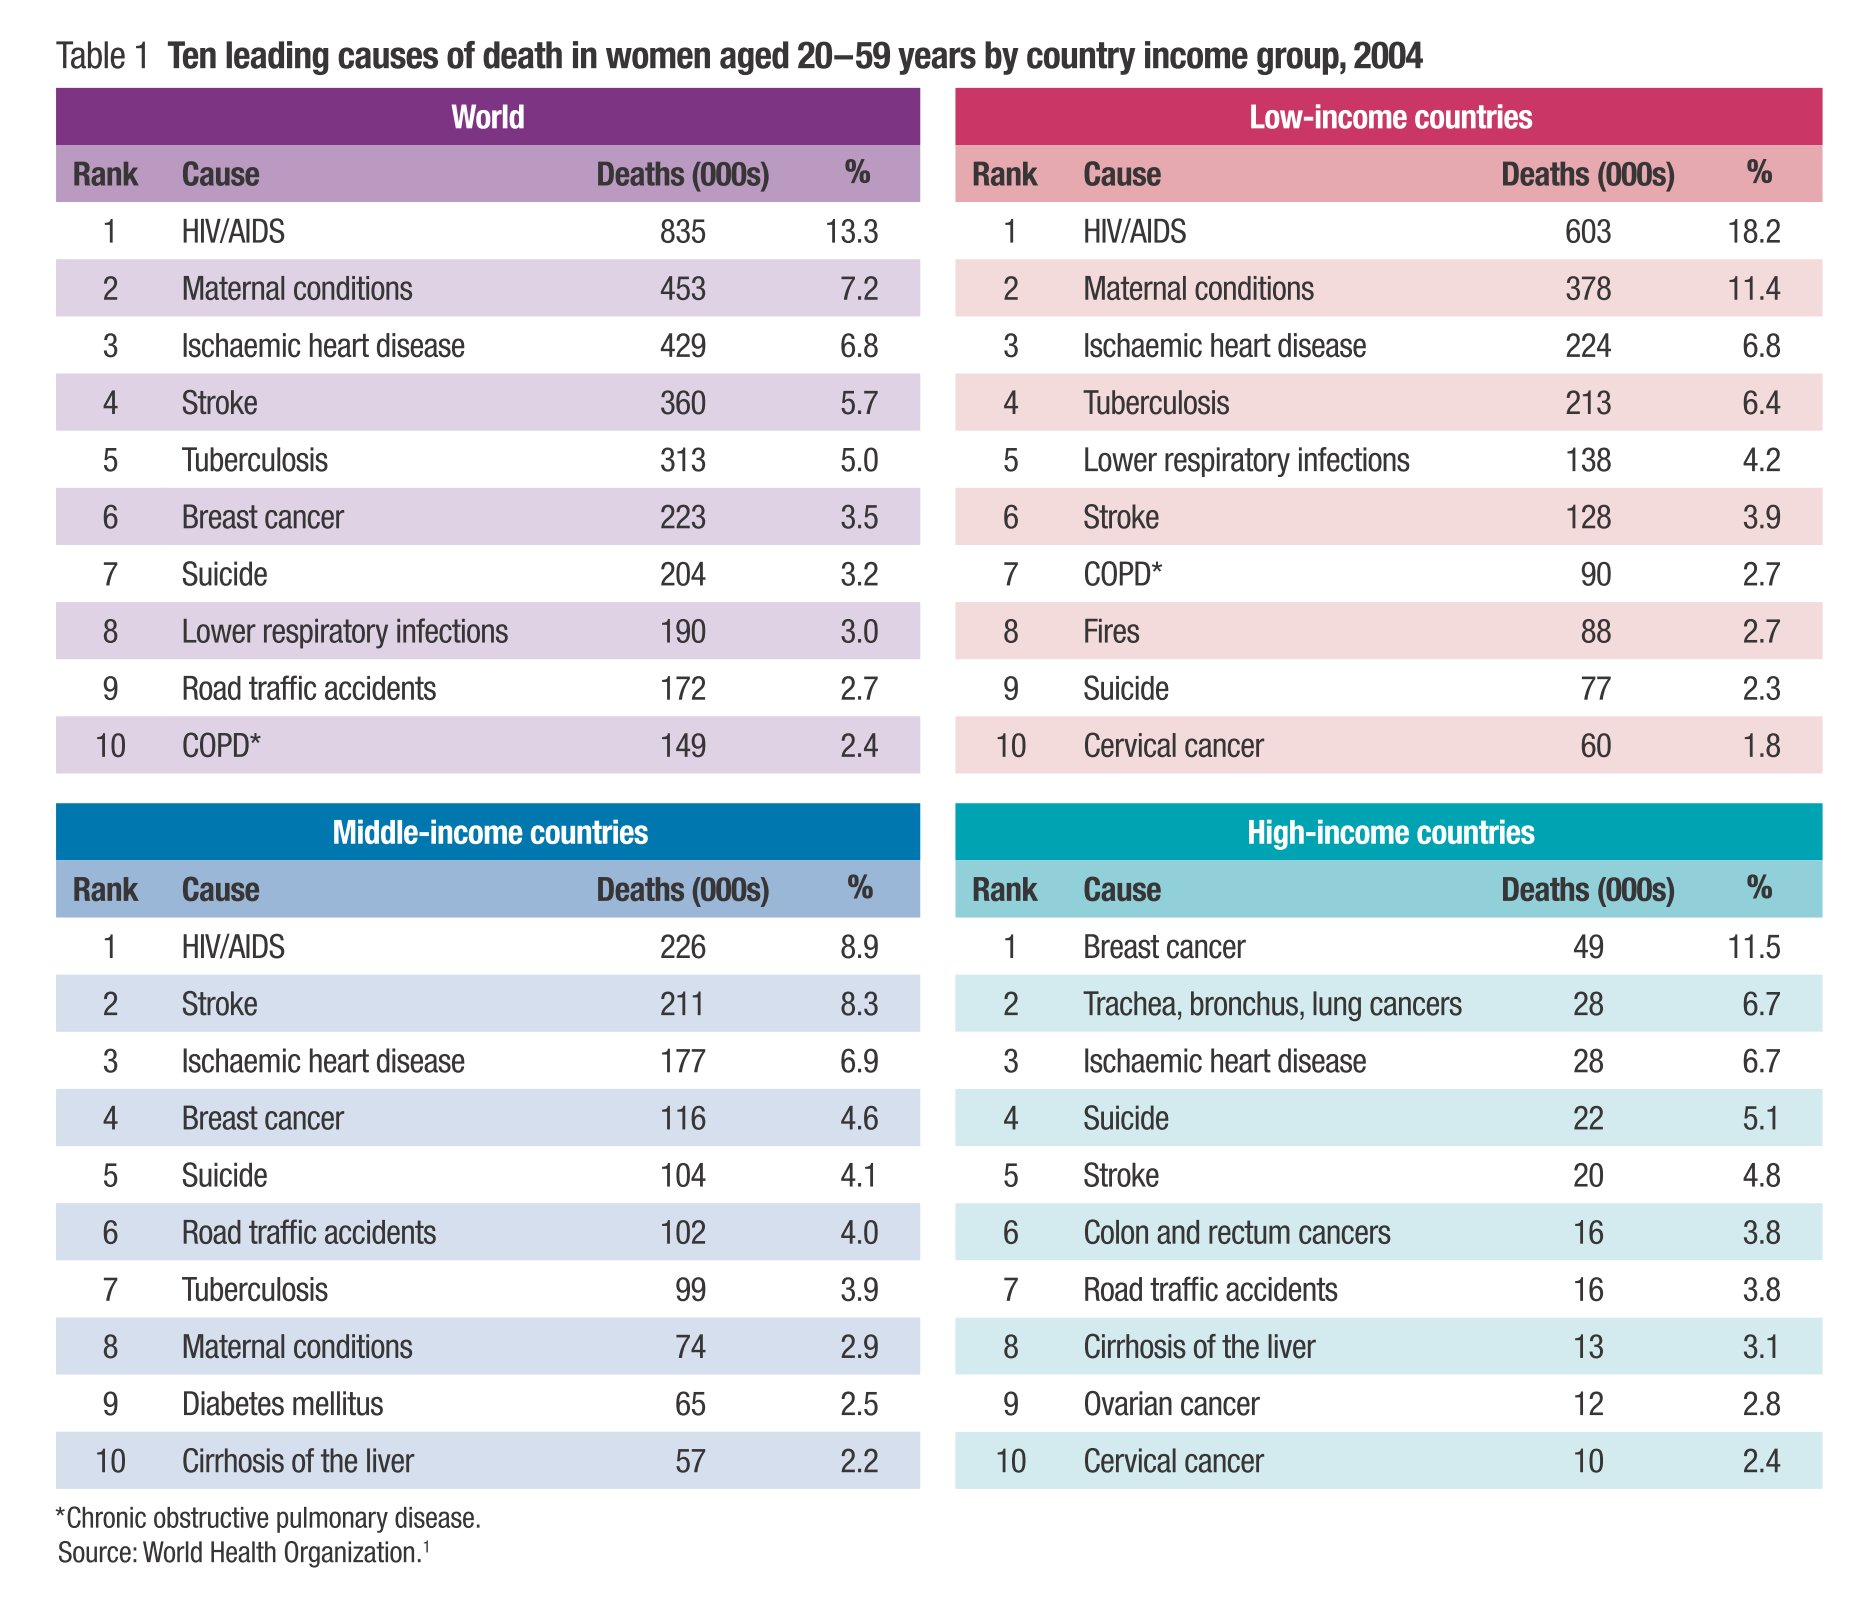 Table 1 Ten leading causes of death in women aged 20–59 years by country income group, 2004
World
Rank Cause Deaths (000s) %
1 HIV/AIDS 835 13.3
2 Maternal conditions 453 7.2
3 Ischaemic heart disease 429 6.8
4 Stroke 360 5.7
5 Tuberculosis 313 5.0
6 Breast cancer 223 3.5
7 Suicide 204 3.2
8 Lower respiratory infections 190 3.0
9 Road traffic accidents 172 2.7
10 COPD* 149 2.4
Low-income countries
Rank Cause Deaths (000s) %
1 HIV/AIDS 603 18.2
2 Maternal conditions 378 11.4
3 Ischaemic heart disease 224 6.8
4 Tuberculosis 213 6.4
5 Lower respiratory infections 138 4.2
6 Stroke 128 3.9
7 COPD* 90 2.7
8 Fires 88 2.7
9 Suicide 77 2.3
10 Cervical cancer 60 1.8
Middle-income countries
Rank Cause Deaths (000s) %
1 HIV/AIDS 226 8.9
2 Stroke 211 8.3
3 Ischaemic heart disease 177 6.9
4 Breast cancer 116 4.6
5 Suicide 104 4.1
6 Road traffic accidents 102 4.0
7 Tuberculosis 99 3.9
8 Maternal conditions 74 2.9
9 Diabetes mellitus 65 2.5
10 Cirrhosis of the liver 57 2.2
High-income countries
Rank Cause Deaths (000s) %
1 Breast cancer 49 11.5
2 Trachea, bronchus, lung cancers 28 6.7
3 Ischaemic heart disease 28 6.7
4 Suicide 22 5.1
5 Stroke 20 4.8
6 Colon and rectum cancers 16 3.8
7 Road traffic accidents 16 3.8
8 Cirrhosis of the liver 13 3.1
9 Ovarian cancer 12 2.8
10 Cervical cancer 10 2.4
*Chronic obstructive pulmonary disease.
Source: World Health Organization.¹